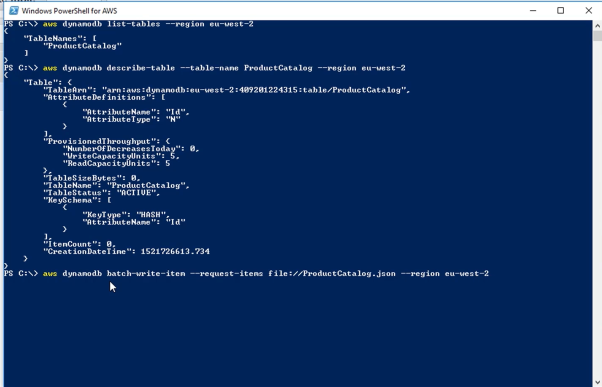 Windows PowerShell for AWS
PS C:\> aws dynamodb list-tables --region eu-west-2
{
    "TableNames": [
        "ProductCatalog"
    ]
}
PS C:\> aws dynamodb describe-table --table-name ProductCatalog --region eu-west-2
{
    "Table": {
        "TableArn": "arn:aws:dynamodb:eu-west-2:409201224315:table/ProductCatalog",
        "AttributeDefinitions": [
            {
                "AttributeName": "Id",
                "AttributeType": "N"
            }
        ],
        "ProvisionedThroughput": {
            "NumberOfDecreasesToday": 0,
            "WriteCapacityUnits": 5,
            "ReadCapacityUnits": 5
        },
        "TableSizeBytes": 0,
        "TableName": "ProductCatalog",
        "TableStatus": "ACTIVE",
        "KeySchema": [
            {
                "KeyType": "HASH",
                "AttributeName": "Id"
            }
        ],
        "ItemCount": 0,
        "CreationDateTime": 1521726613.734
    }
}
PS C:\> aws dynamodb batch-write-item --request-items file://ProductCatalog.json --region eu-west-2